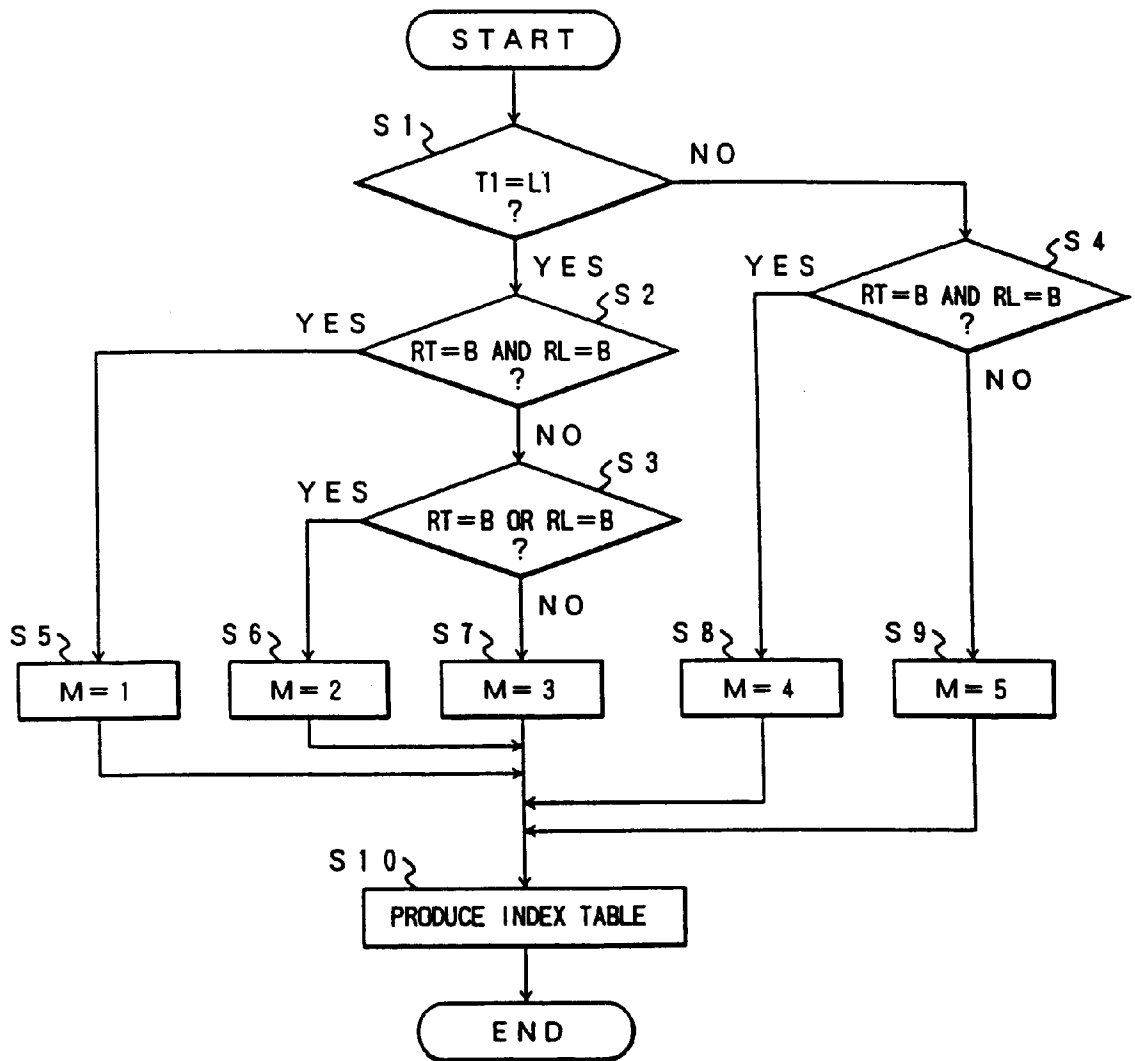 START
S1
NO
T1=L1
?
YES
S4
YES
RT=B AND RL=B
?
NO
S2
YES
RT=B AND RL=B
?
NO
S3
YES
RT=B OR RL=B
?
NO
S5
M=1
S6
M=2
S7
M=3
S8
M=4
S9
M=5
S10
PRODUCE INDEX TABLE
END